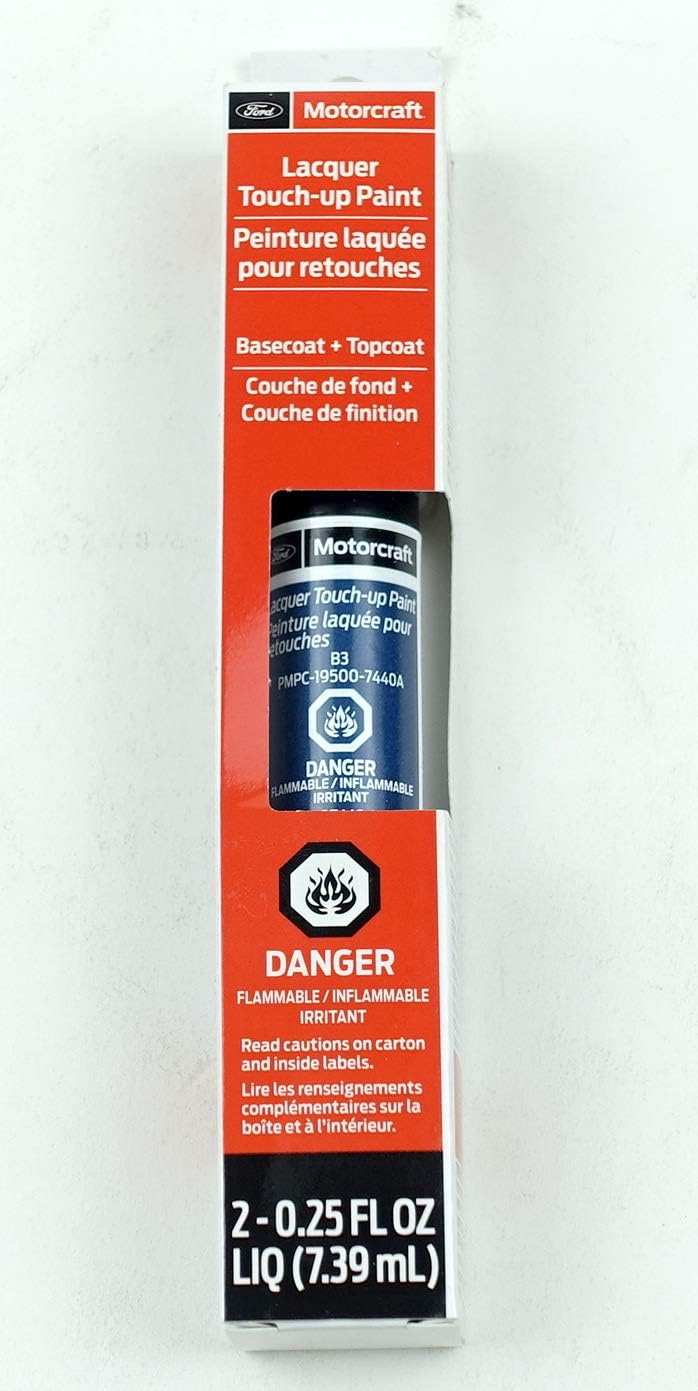 Ford Motorcraft
Lacquer
Touch-up Paint
Peinture laquée
pour retouches
Basecoat + Topcoat
Couche de fond +
Couche de finition
Ford Motorcraft
acquer Touch-up Paint
Peinture laquée pour
etouches
B3
PMPC-19500-7440A
DANGER
FLAMMABLE / INFLAMMABLE
IRRITANT
DANGER
FLAMMABLE / INFLAMMABLE
IRRITANT
Read cautions on carton
and inside labels.
Lire les renseignements
complémentaires sur la
boîte et à l'intérieur.
2 - 0.25 FL OZ
LIQ (7.39 mL)